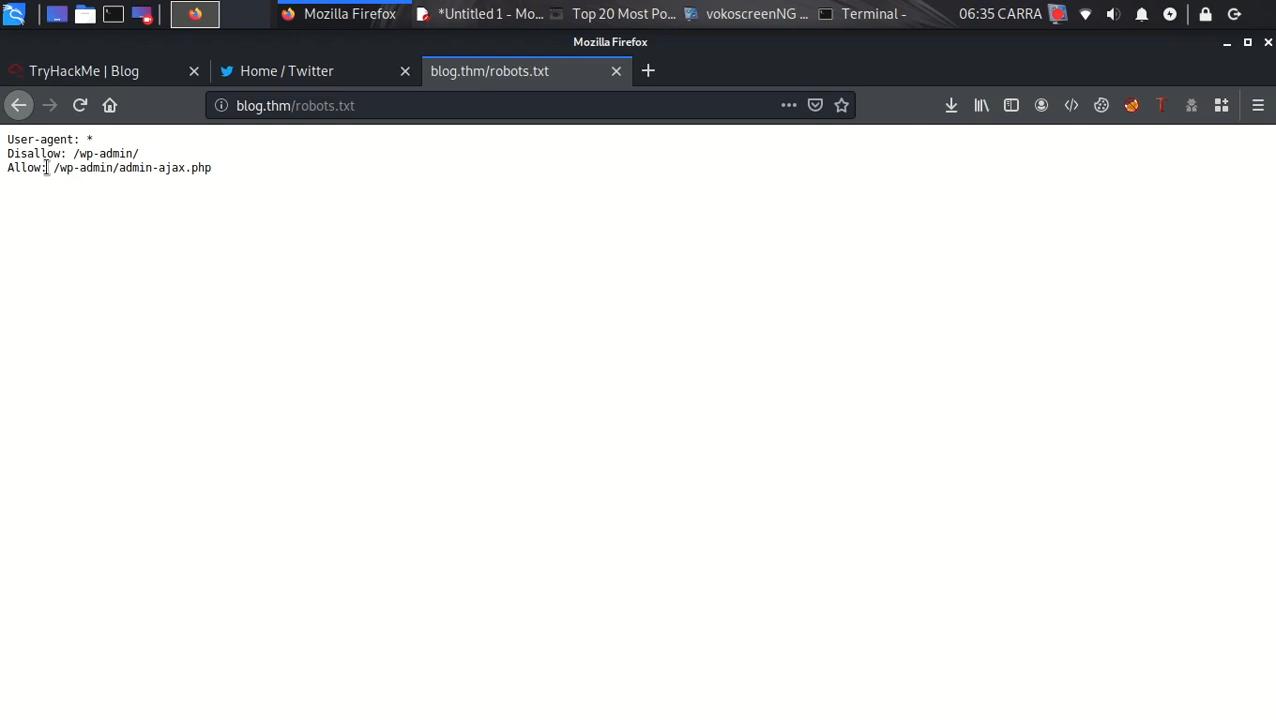 Mozilla Firefox
*Untitled 1 - Mo...
Top 20 Most Po...
vokoscreenNG ...
Terminal -
06:35 CARRA
Mozilla Firefox
TryHackMe | Blog
Home / Twitter
blog.thm/robots.txt
blog.thm/robots.txt
User-agent: *
Disallow: /wp-admin/
Allow: /wp-admin/admin-ajax.php